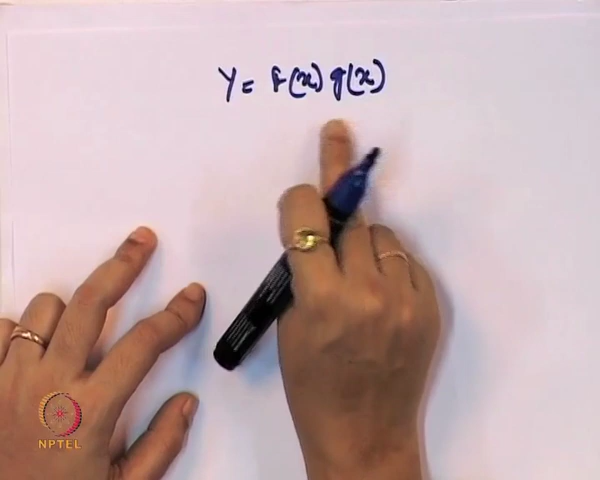 Y = f(x) g(x)
NPTEL